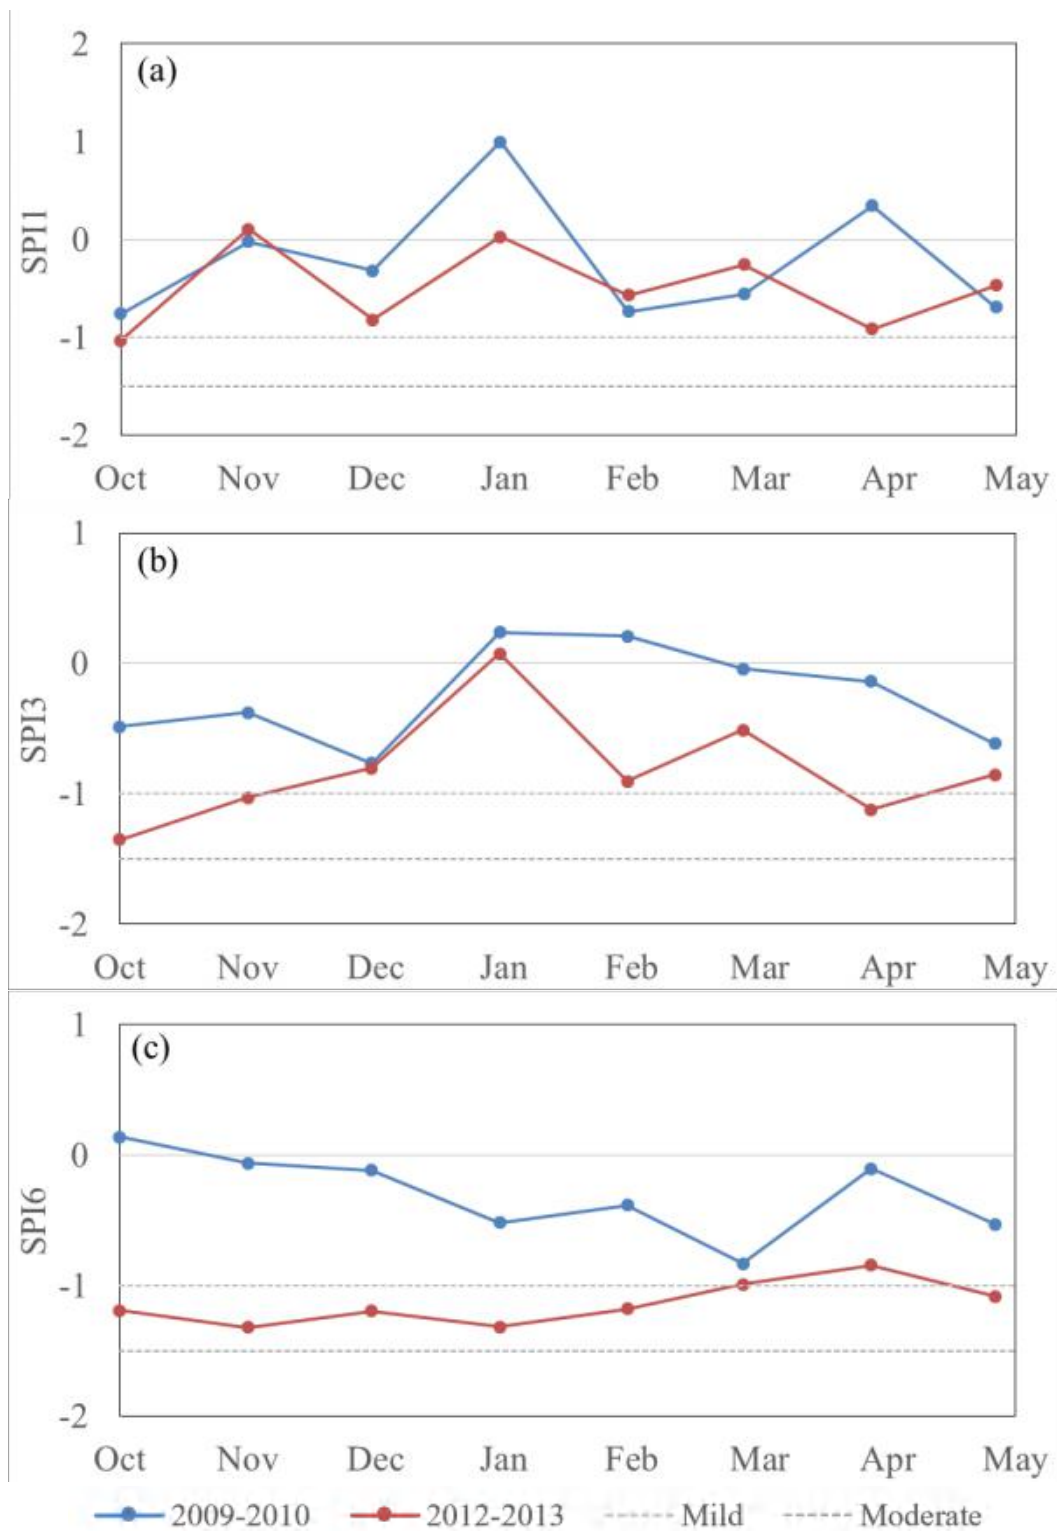 (a)
SPI1
2
1
0
-1
-2
Oct Nov Dec Jan Feb Mar Apr May
(b)
SPI3
1
0
-1
-2
Oct Nov Dec Jan Feb Mar Apr May
(c)
SPI6
1
0
-1
-2
Oct Nov Dec Jan Feb Mar Apr May
2009-2010 2012-2013 Mild Moderate